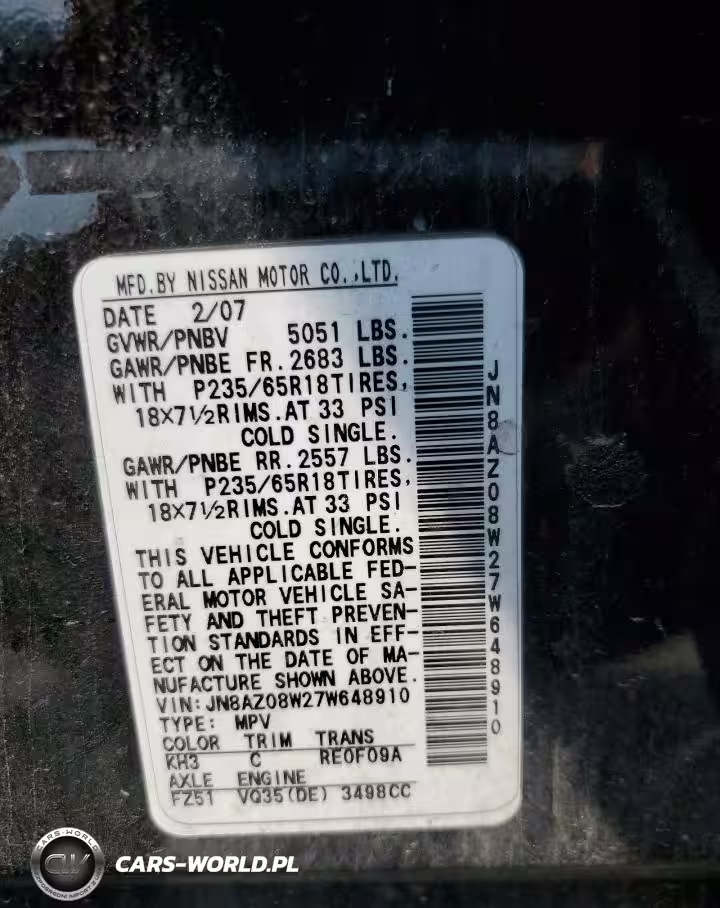 MFD.BY NISSAN MOTOR CO.,LTD.
DATE 2/07
GVWR/PNBV 5051 LBS.
GAWR/PNBE FR.2683 LBS.
WITH P235/65R18TIRES,
18X7½RIMS.AT 33 PSI
COLD SINGLE.
GAWR/PNBE RR.2557 LBS.
WITH P235/65R18TIRES,
18X7½RIMS.AT 33 PSI
COLD SINGLE.
THIS VEHICLE CONFORMS
TO ALL APPLICABLE FED-
ERAL MOTOR VEHICLE SA-
FETY AND THEFT PREVEN-
TION STANDARDS IN EFF-
ECT ON THE DATE OF MA-
NUFACTURE SHOWN ABOVE.
VIN:JN8AZ08W27W648910
TYPE: MPV
COLOR TRIM TRANS
KH3 C RE0F09A
AXLE ENGINE
FZ51 VQ35(DE) 3498CC
JN8AZ08W27W648910
CARS-WORLD
CW
CARS-WORLD.PL